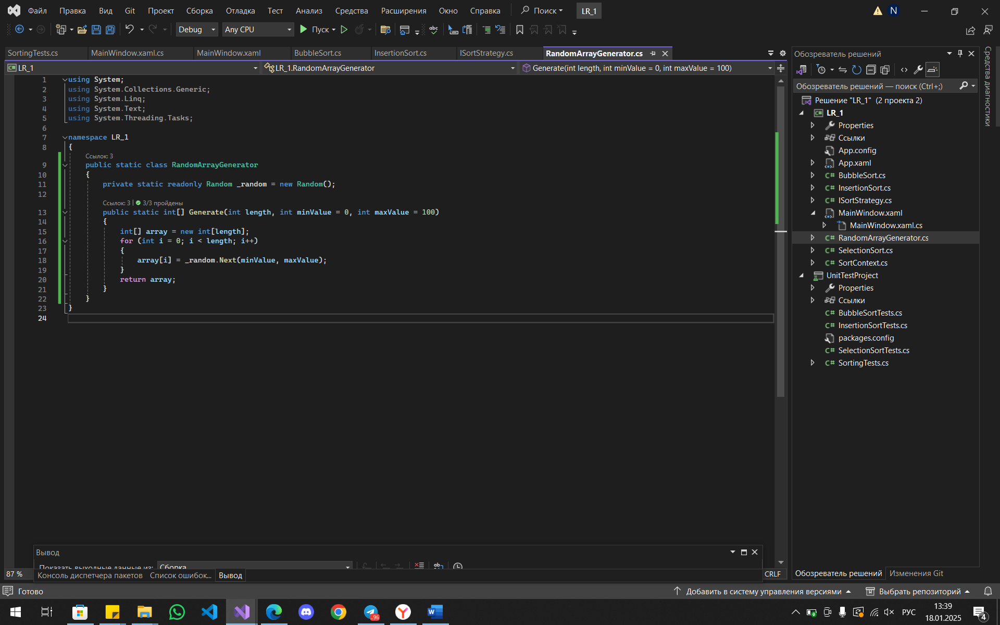 Файл Правка Вид Git Проект Сборка Отладка Тест Анализ Средства Расширения Окно Справка Поиск LR_1 N
Debug Any CPU Пуск
SortingTests.cs MainWindow.xaml.cs MainWindow.xaml BubbleSort.cs InsertionSort.cs ISortStrategy.cs RandomArrayGenerator.cs
LR_1 LR_1.RandomArrayGenerator Generate(int length, int minValue = 0, int maxValue = 100)
1 using System;
2 using System.Collections.Generic;
3 using System.Linq;
4 using System.Text;
5 using System.Threading.Tasks;
6
7 namespace LR_1
8 {
Ссылок: 3
9 public static class RandomArrayGenerator
10 {
11 private static readonly Random _random = new Random();
12
Ссылок: 3 | 3/3 пройдены
13 public static int[] Generate(int length, int minValue = 0, int maxValue = 100)
14 {
15 int[] array = new int[length];
16 for (int i = 0; i < length; i++)
17 {
18 array[i] = _random.Next(minValue, maxValue);
19 }
20 return array;
21 }
22 }
23 }
24
Обозреватель решений
Обозреватель решений — поиск (Ctrl+;)
Решение "LR_1" (2 проекта 2)
LR_1
Properties
Ссылки
App.config
App.xaml
BubbleSort.cs
InsertionSort.cs
ISortStrategy.cs
MainWindow.xaml
MainWindow.xaml.cs
RandomArrayGenerator.cs
SelectionSort.cs
SortContext.cs
UnitTestProject
Properties
Ссылки
BubbleSortTests.cs
InsertionSortTests.cs
packages.config
SelectionSortTests.cs
SortingTests.cs
Средства диагностики
Вывод
Показать выходные данные из: Сборка
87 % CRLF
Консоль диспетчера пакетов Список ошибок... Вывод
Обозреватель решений Изменения Git
Готово Добавить в систему управления версиями Выбрать репозиторий
96
РУС 13:39
18.01.2025 4